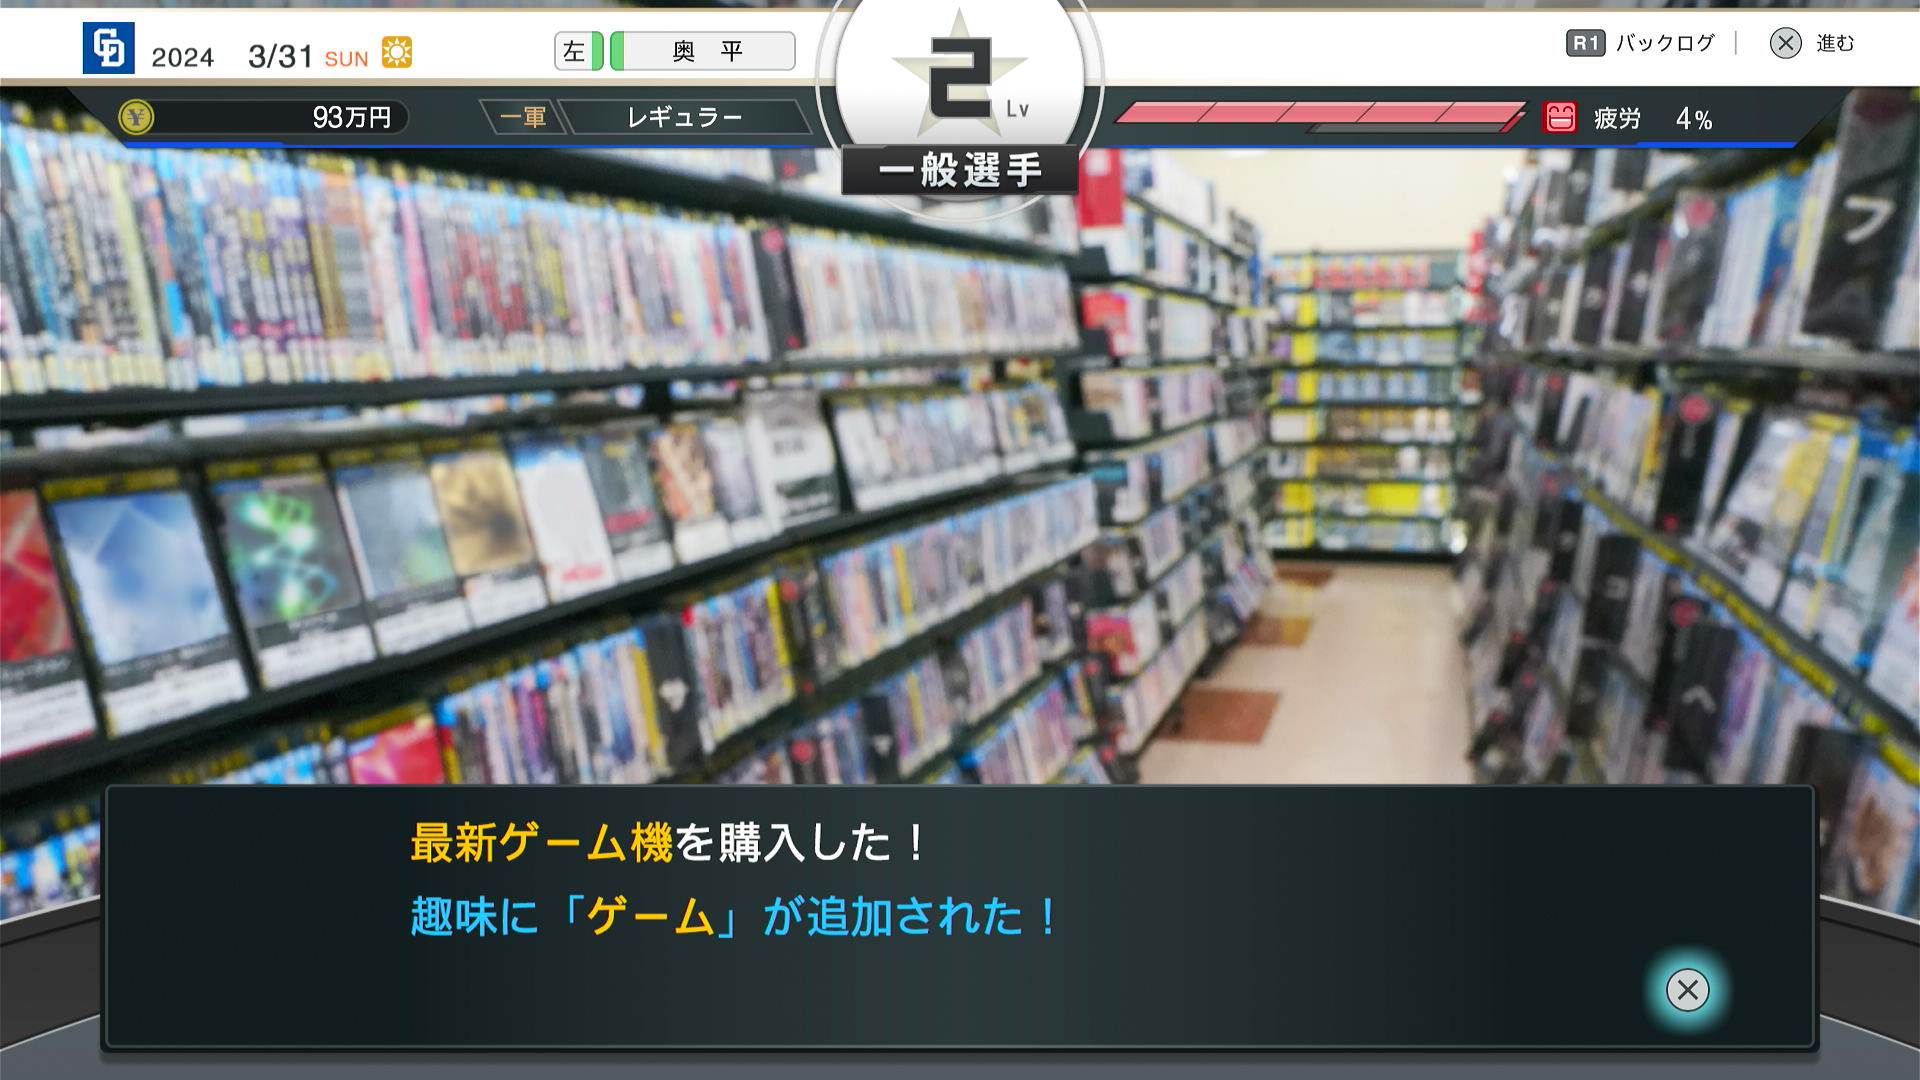 2024 3/31 SUN
左 奥 平
2 Lv
一般選手
R1 バックログ
進む
93万円
一軍 レギュラー
疲労 4%
フ
最新ゲーム機を購入した！
趣味に「ゲーム」が追加された！